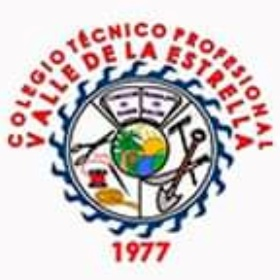 COLEGIO TÉCNICO PROFESIONAL
VALLE DE LA ESTRELLA
1977